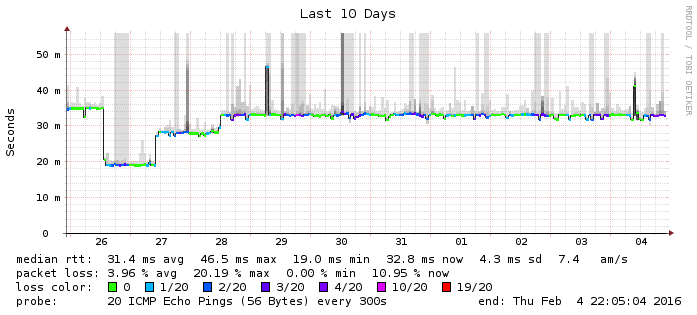 Last 10 Days
RRDTOOL / TOBI OETIKER
Seconds
50 m
40 m
30 m
20 m
10 m
0
26 27 28 29 30 31 01 02 03 04
median rtt: 31.4 ms avg 46.5 ms max 19.0 ms min 32.8 ms now 4.3 ms sd 7.4 am/s
packet loss: 3.96 % avg 20.19 % max 0.00 % min 10.95 % now
loss color: 0 1/20 2/20 3/20 4/20 10/20 19/20
probe: 20 ICMP Echo Pings (56 Bytes) every 300s end: Thu Feb 4 22:05:04 2016